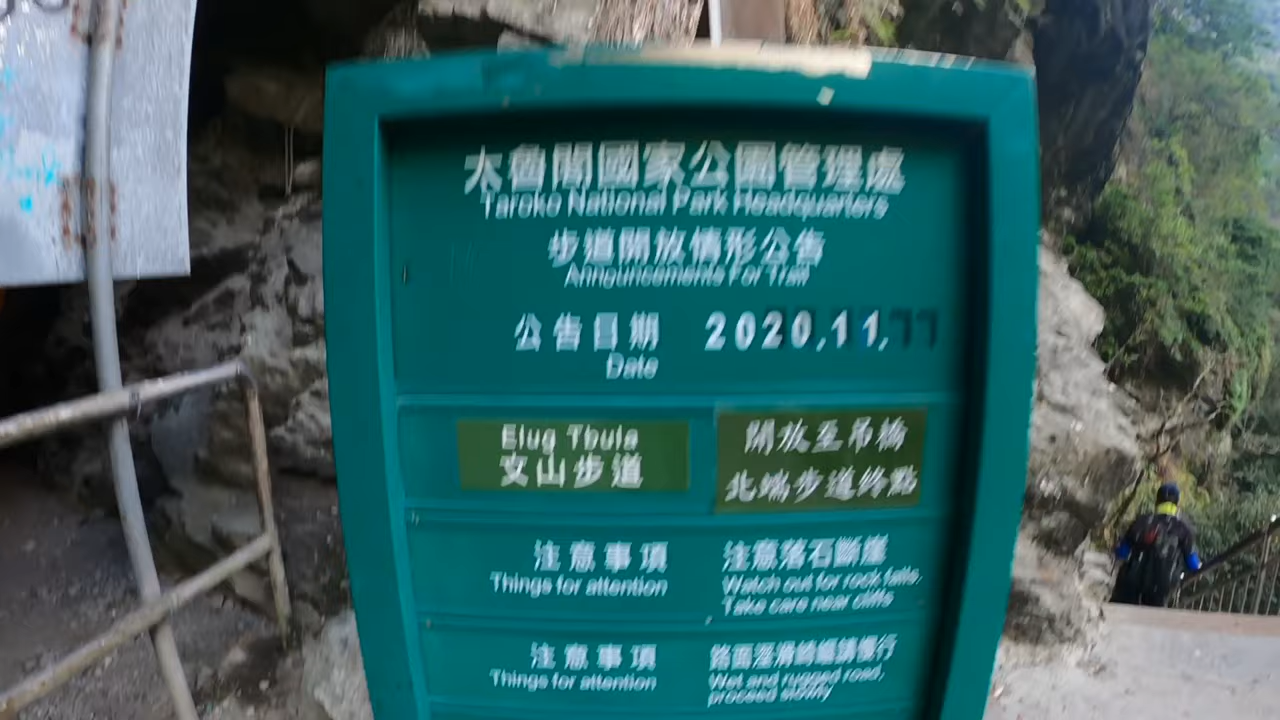 太魯閣國家公園管理處
Taroko National Park Headquarters
步道開放情形公告
Announcements For Trail
公告日期 2020.11.11
Date
Elug Tbula 開放至吊橋
文山步道 北端步道終點
注意事項 注意落石斷崖
Things for attention Watch out for rock falls.
Take care near cliffs
注意事項 路面溼滑崎嶇請慢行
Things for attention Wet and rugged road,
proceed slowly